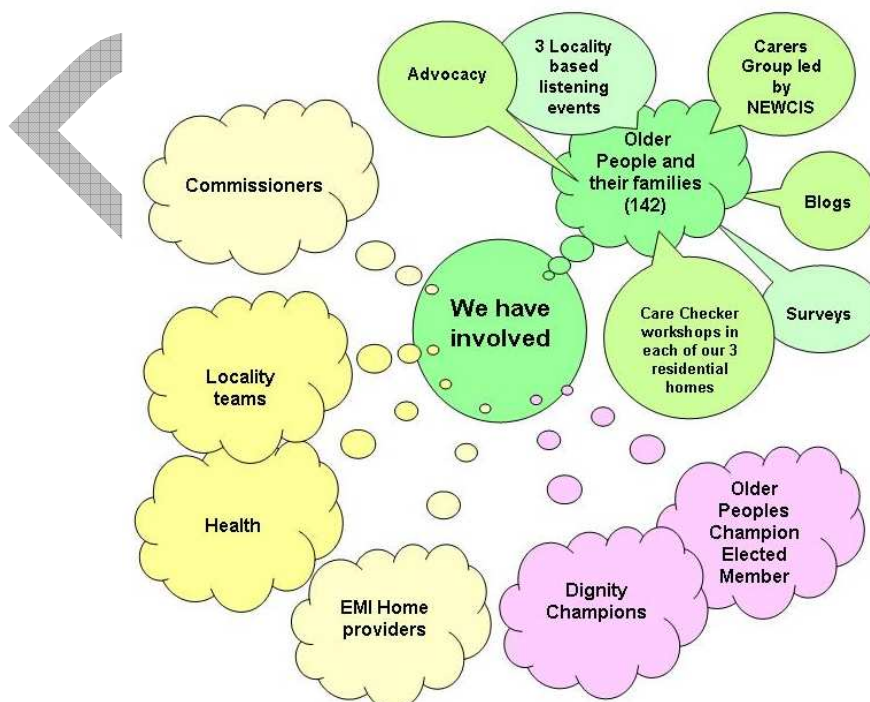 Advocacy
3 Locality
based
listening
events
Carers
Group led
by
NEWCIS
Older
People and
their families
(142)
Commissioners
Blogs
We have
involved
Care Checker
workshops in
each of our 3
residential
homes
Surveys
Locality
teams
Health
Older
Peoples
Champion
Elected
Member
EMI Home
providers
Dignity
Champions